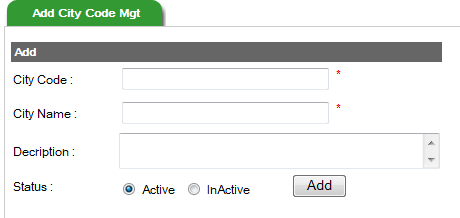 Add City Code Mgt
Add
City Code : *
City Name : *
Decription :
Status : Active InActive Add